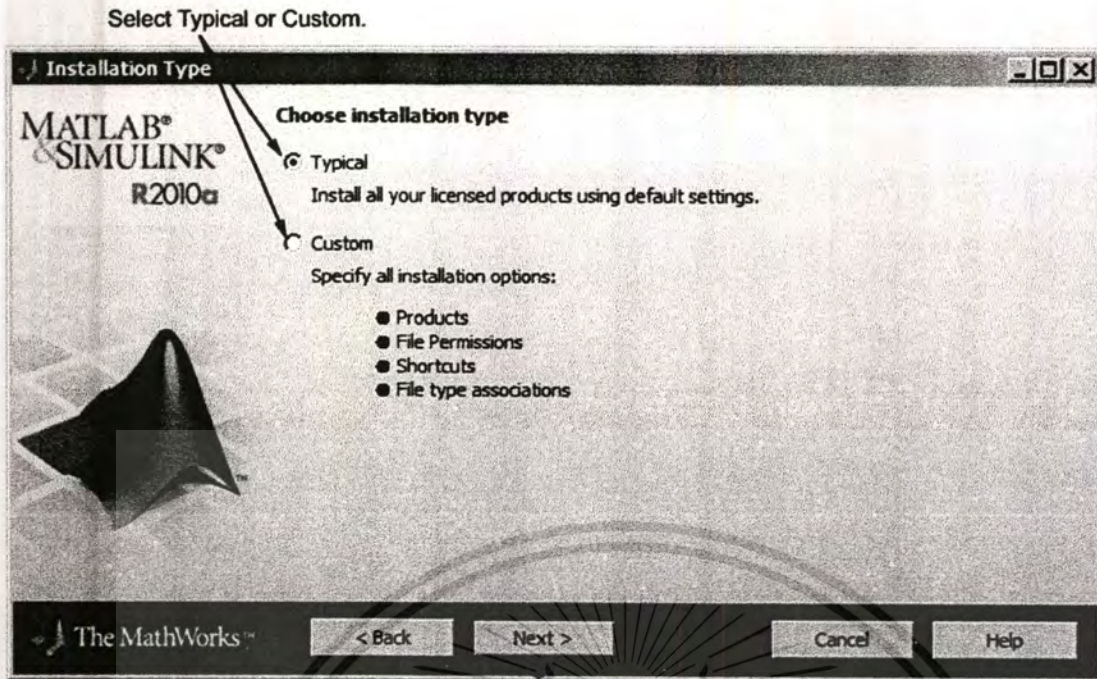 Select Typical or Custom.
Installation Type
MATLAB®
&SIMULINK®
R2010a
Choose installation type
Typical
Install all your licensed products using default settings.
Custom
Specify all installation options:
Products
File Permissions
Shortcuts
File type associations
™
The MathWorks™
< Back
Next >
Cancel
Help